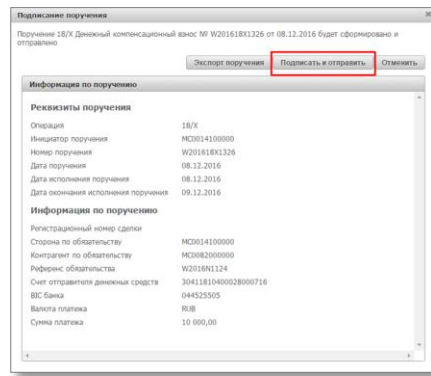 Подписание поручения
Поручение 18/X Денежный компенсационный взнос № W201618X1326 от 08.12.2016 будет сформировано и
отправлено
Экспорт поручения Подписать и отправить Отменить
Информация по поручению
Реквизиты поручения
Операция 18/X
Инициатор поручения MC0014100000
Номер поручения W201618X1326
Дата поручения 08.12.2016
Дата исполнения поручения 08.12.2016
Дата окончания исполнения поручения 09.12.2016
Информация по поручению
Регистрационный номер сделки
Сторона по обязательству MC0014100000
Контрагент по обязательству MC0082000000
Референс обязательства W2016N1124
Счет отправителя денежных средств 30411810400028000716
BIC банка 044525505
Валюта платежа RUB
Сумма платежа 10 000,00